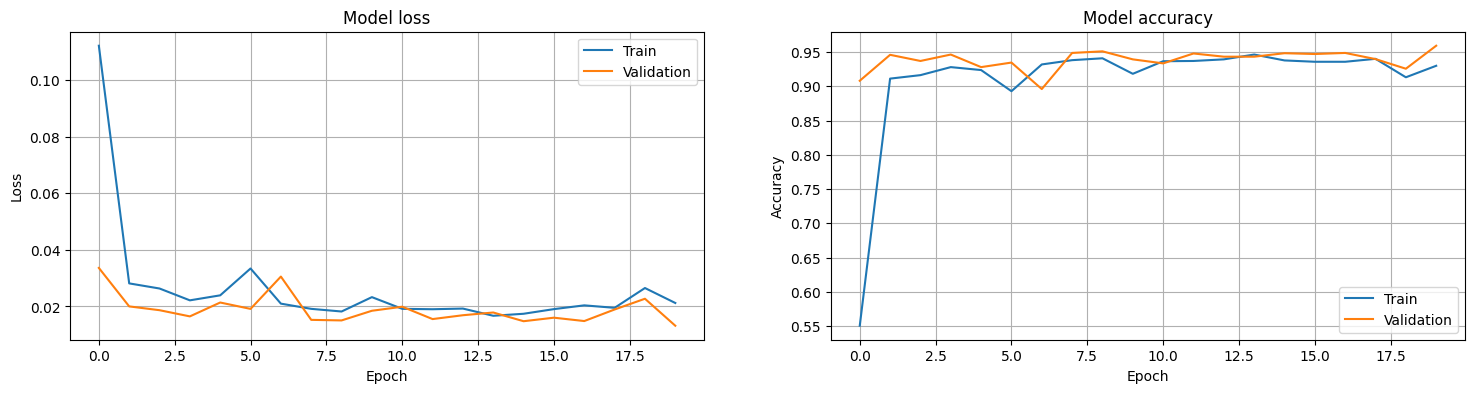 Model loss
Loss
0.10
0.08
0.06
0.04
0.02
0.0 2.5 5.0 7.5 10.0 12.5 15.0 17.5
Epoch
Train
Validation
Model accuracy
Accuracy
0.95
0.90
0.85
0.80
0.75
0.70
0.65
0.60
0.55
0.0 2.5 5.0 7.5 10.0 12.5 15.0 17.5
Epoch
Train
Validation